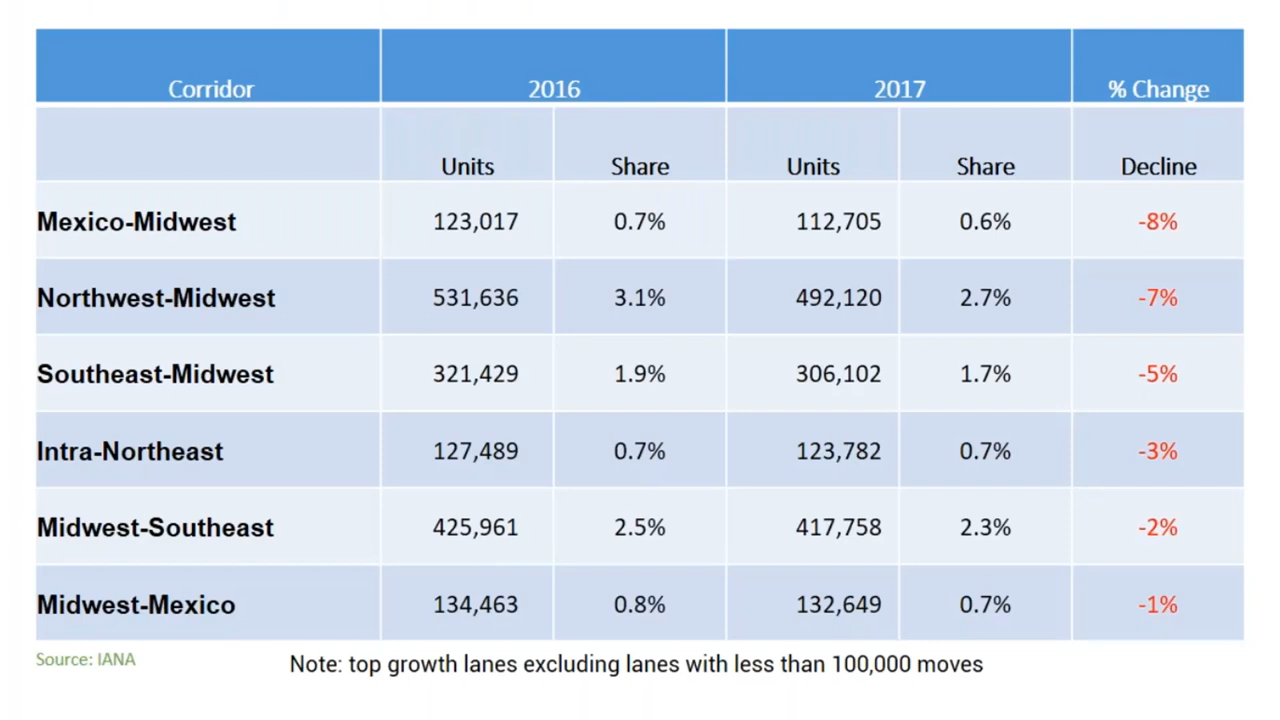 Corridor 2016 2017 % Change
Units Share Units Share Decline
Mexico-Midwest 123,017 0.7% 112,705 0.6% -8%
Northwest-Midwest 531,636 3.1% 492,120 2.7% -7%
Southeast-Midwest 321,429 1.9% 306,102 1.7% -5%
Intra-Northeast 127,489 0.7% 123,782 0.7% -3%
Midwest-Southeast 425,961 2.5% 417,758 2.3% -2%
Midwest-Mexico 134,463 0.8% 132,649 0.7% -1%
Source: IANA
Note: top growth lanes excluding lanes with less than 100,000 moves